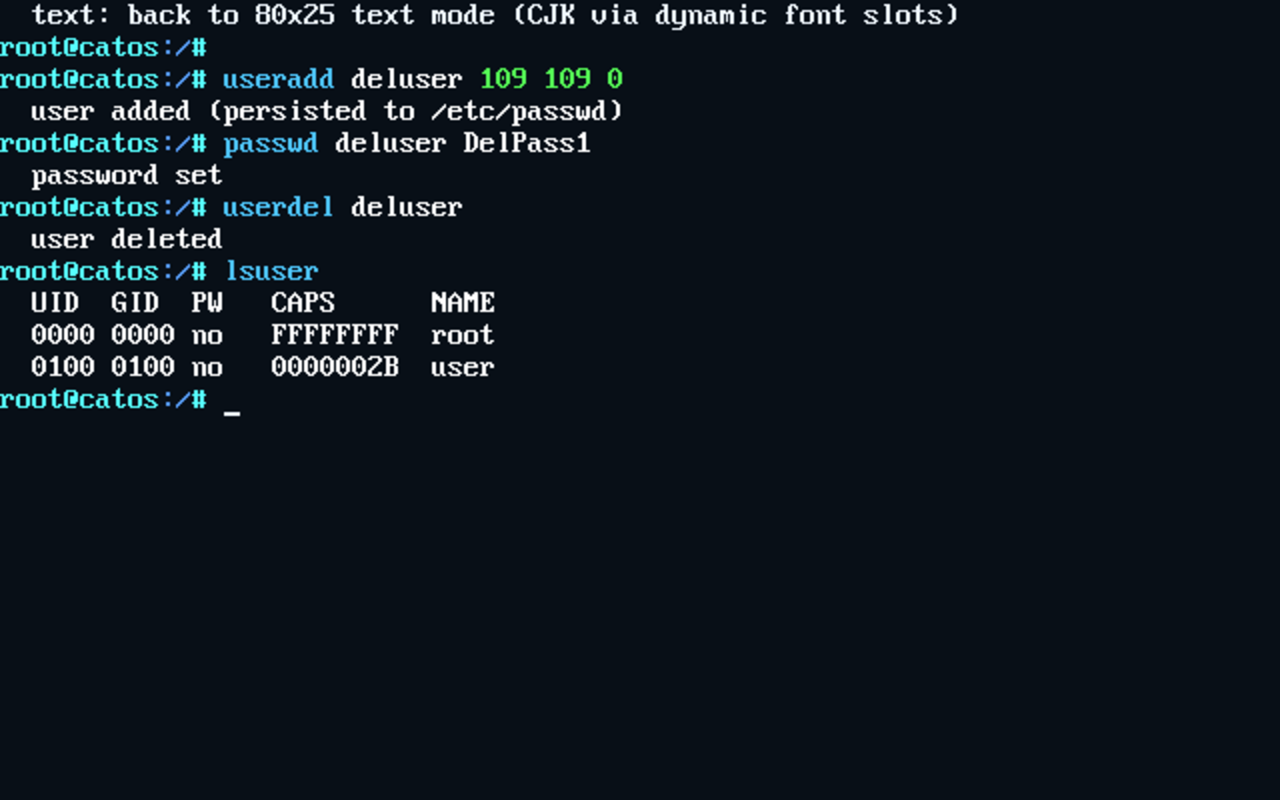 text: back to 80x25 text mode (CJK via dynamic font slots)
root@catos:/#
root@catos:/# useradd deluser 109 109 0
user added (persisted to /etc/passwd)
root@catos:/# passwd deluser DelPass1
password set
root@catos:/# userdel deluser
user deleted
root@catos:/# lsuser
UID  GID  PW   CAPS      NAME
0000 0000 no   FFFFFFFF  root
0100 0100 no   0000002B  user
root@catos:/# _